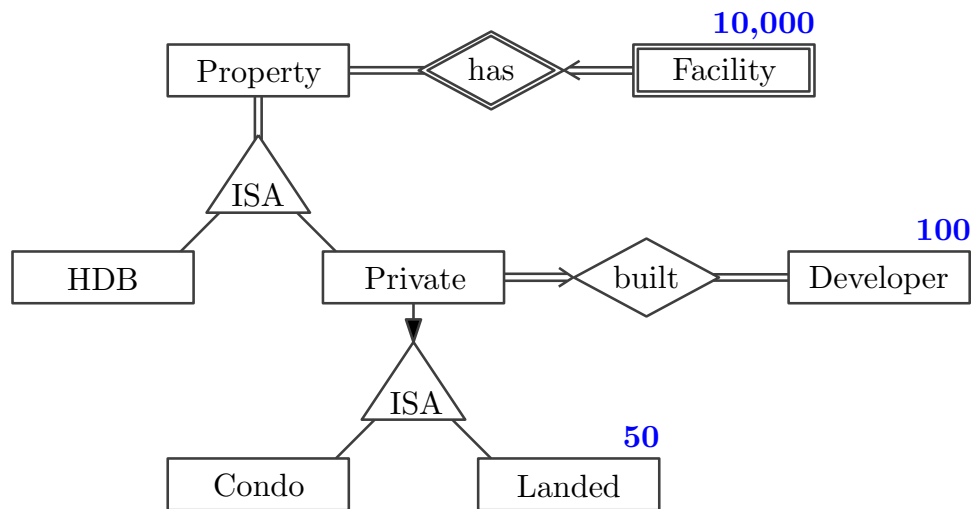 10,000
Property
has
Facility
ISA
100
HDB
Private
built
Developer
ISA
50
Condo
Landed